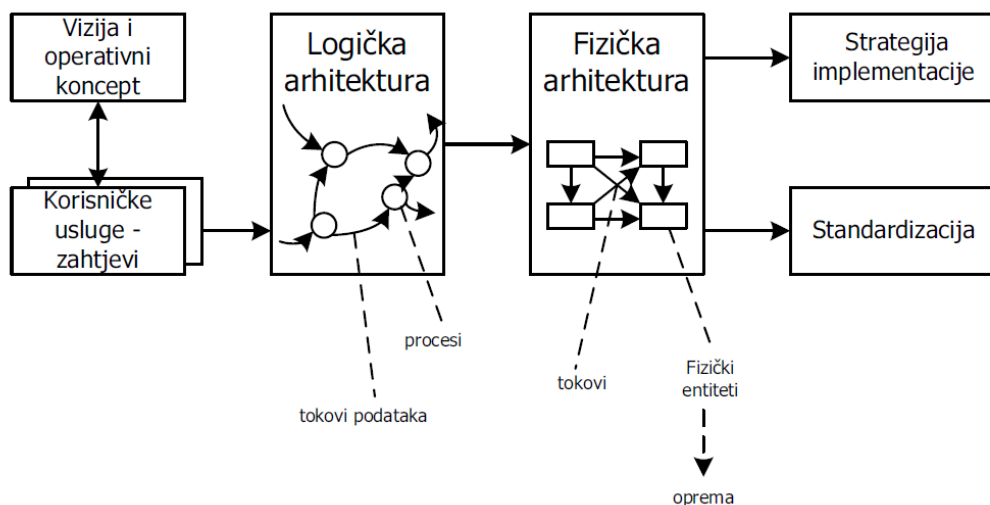 Vizija i
operativni
koncept
Korisničke
usluge -
zahtjevi
Logička
arhitektura
procesi
tokovi podataka
Fizička
arhitektura
tokovi
Fizički
entiteti
oprema
Strategija
implementacije
Standardizacija